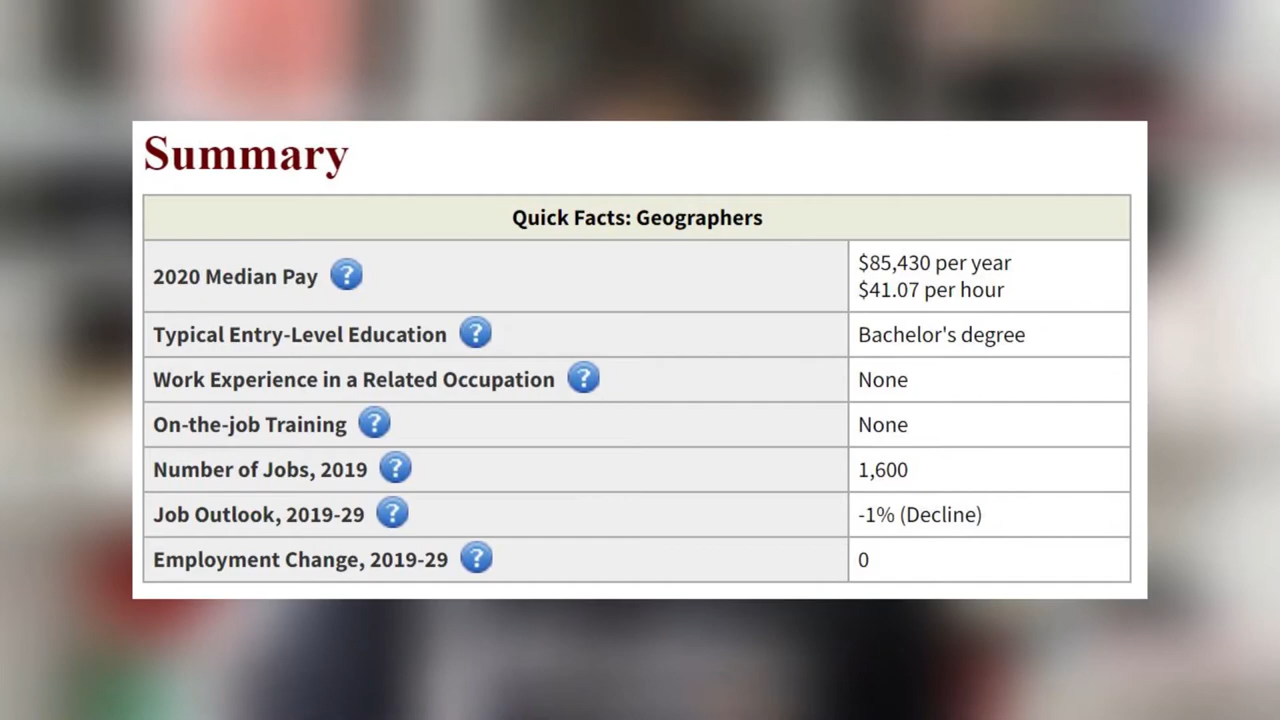 Summary
Quick Facts: Geographers
2020 Median Pay ?
$85,430 per year
$41.07 per hour
Typical Entry-Level Education ? Bachelor's degree
Work Experience in a Related Occupation ? None
On-the-job Training ? None
Number of Jobs, 2019 ? 1,600
Job Outlook, 2019-29 ? -1% (Decline)
Employment Change, 2019-29 ? 0